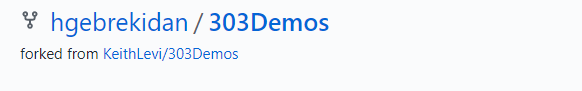 hgebrekidan / 303Demos
forked from KeithLevi/303Demos